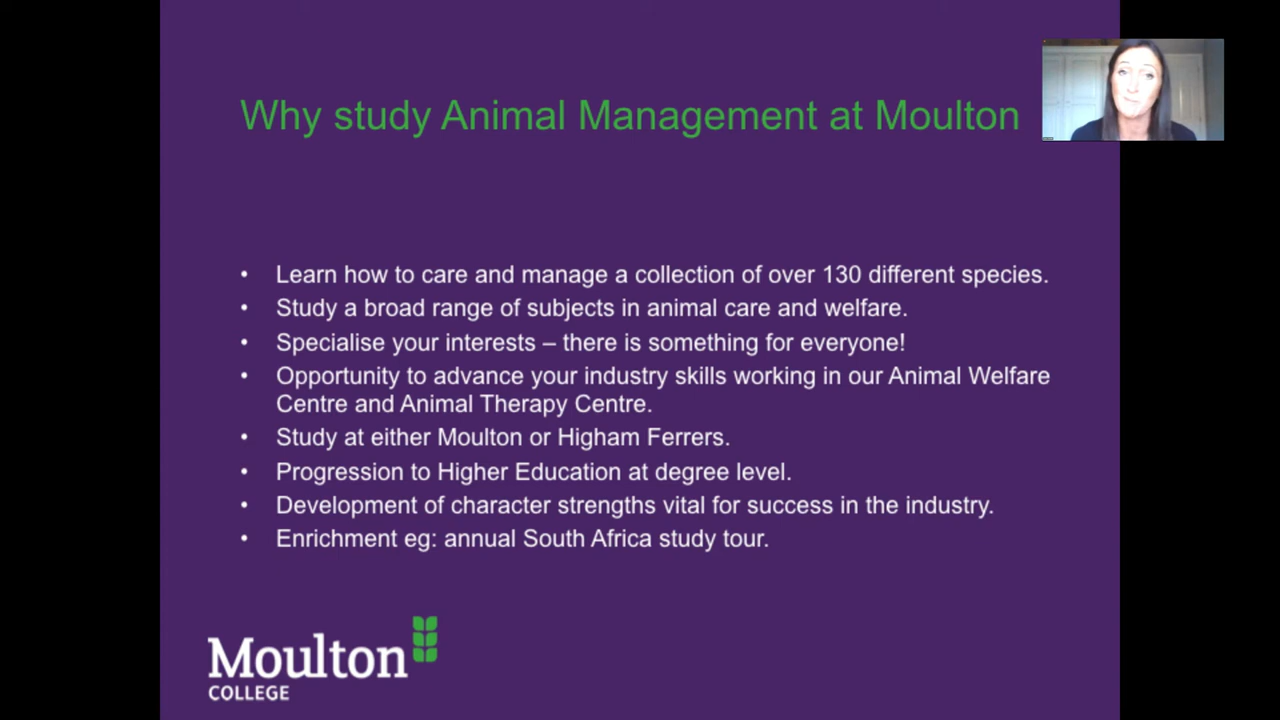 Why study Animal Management at Moulton
• Learn how to care and manage a collection of over 130 different species.
• Study a broad range of subjects in animal care and welfare.
• Specialise your interests – there is something for everyone!
• Opportunity to advance your industry skills working in our Animal Welfare
Centre and Animal Therapy Centre.
• Study at either Moulton or Higham Ferrers.
• Progression to Higher Education at degree level.
• Development of character strengths vital for success in the industry.
• Enrichment eg: annual South Africa study tour.
Moulton
COLLEGE